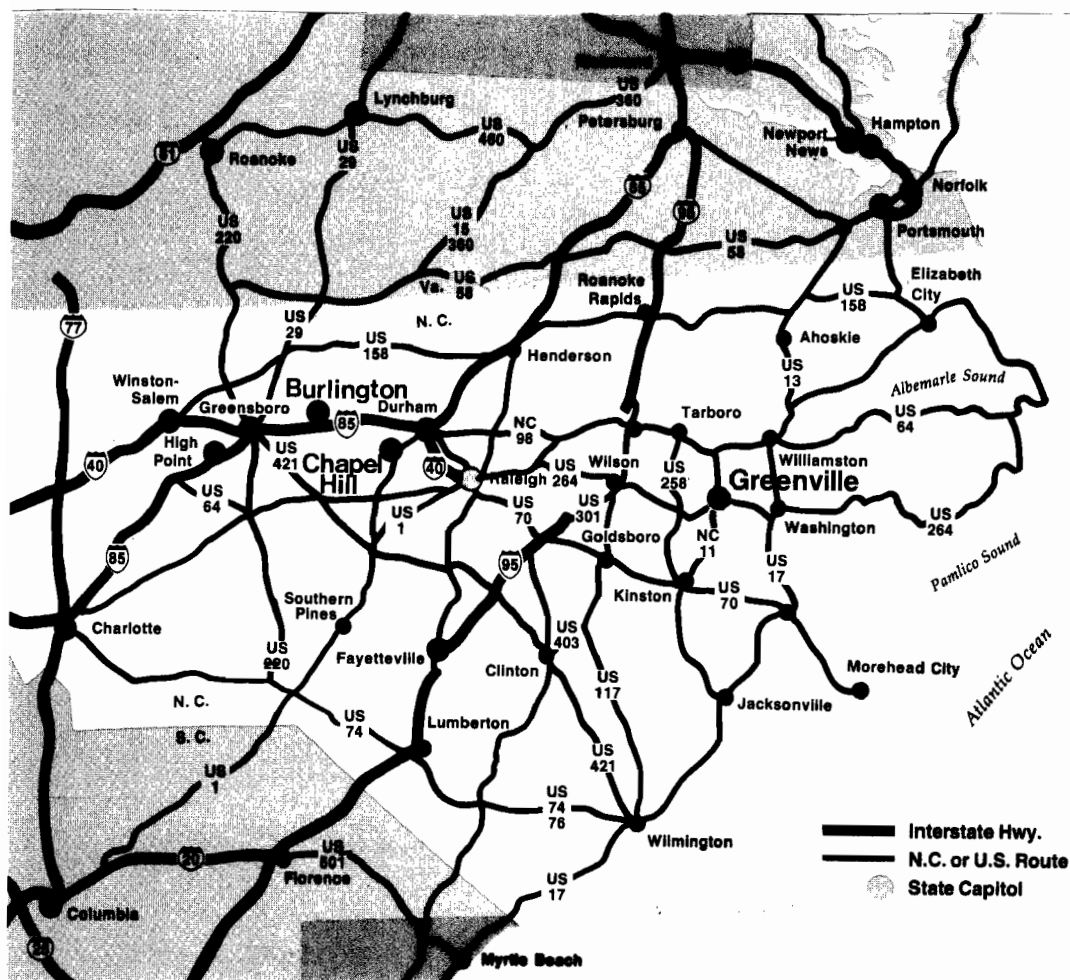 Lynchburg
US
360
Petersburg
Hampton
Newport
News
US
460
US
29
81
Roanoke
85
Norfolk
95
Portsmouth
US
220
US
15
360
US
58
Va.
US
58
Roanoke
Rapids
Elizabeth
City
US
158
77
US
29
N. C.
US
158
Henderson
Ahoskie
US
13
Albemarle Sound
Winston-
Salem
Greensboro
Burlington
Durham
85
NC
98
Tarboro
US
64
High
Point
US
421
Chapel
Hill
40
Raleigh
US
264
Wilson
US
258
Williamston
Greenville
40
US
64
US
1
US
70
US
301
Washington
US
264
Goldsboro
NC
11
85
95
US
17
Pamlico Sound
Kinston
US
70
Southern
Pines
Charlotte
US
220
Fayetteville
US
403
Clinton
US
117
Morehead City
Atlantic Ocean
N. C.
S. C.
US
74
Lumberton
Jacksonville
US
421
US
1
US
74
76
Wilmington
Interstate Hwy.
N.C. or U.S. Route
State Capitol
20
US
501
Florence
US
17
Columbia
Myrtle Beach